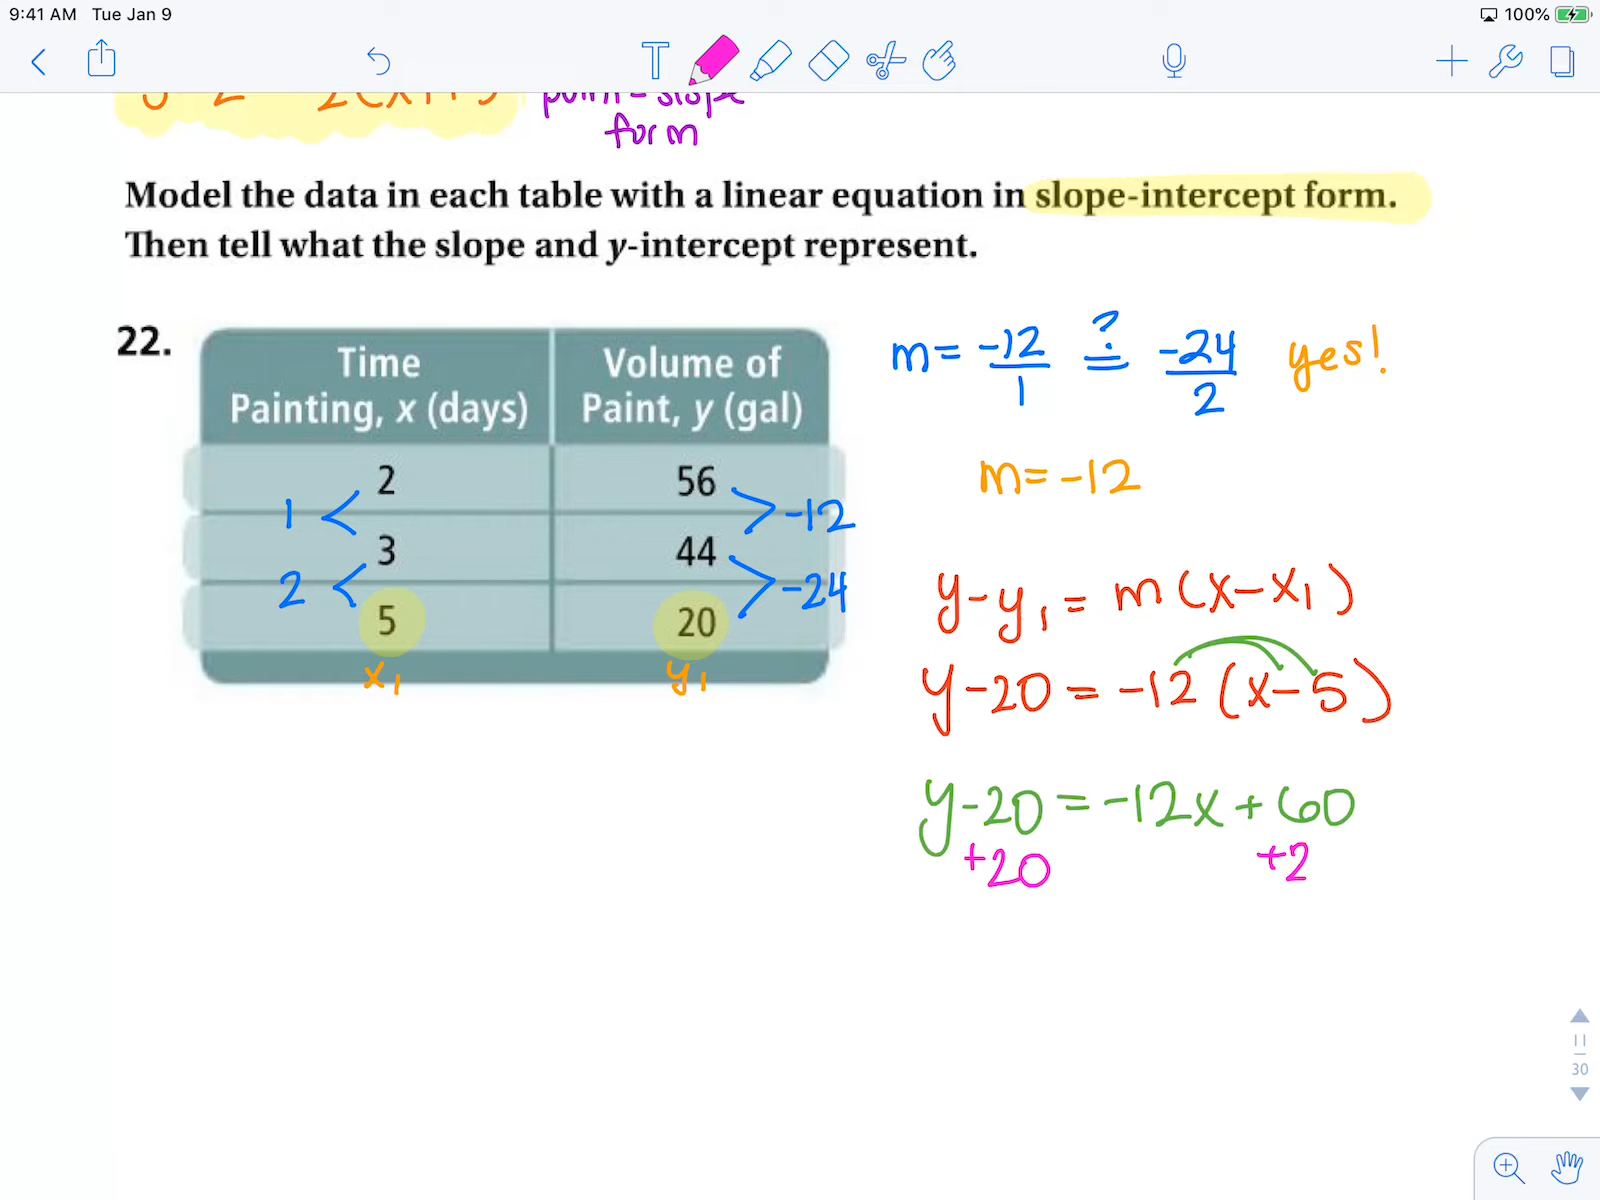 9:41 AM Tue Jan 9 100%
T
point-slope
form
Model the data in each table with a linear equation in slope-intercept form.
Then tell what the slope and y-intercept represent.
22.
Time Painting, x (days) Volume of Paint, y (gal)
2 56
1 -12
3 44
2 -24
5 20
x₁ y₁
m = -12/1 ≟ -24/2 yes!
m = -12
y - y₁ = m(x - x₁)
y - 20 = -12(x - 5)
y - 20 = -12x + 60
+20 +2
11
30